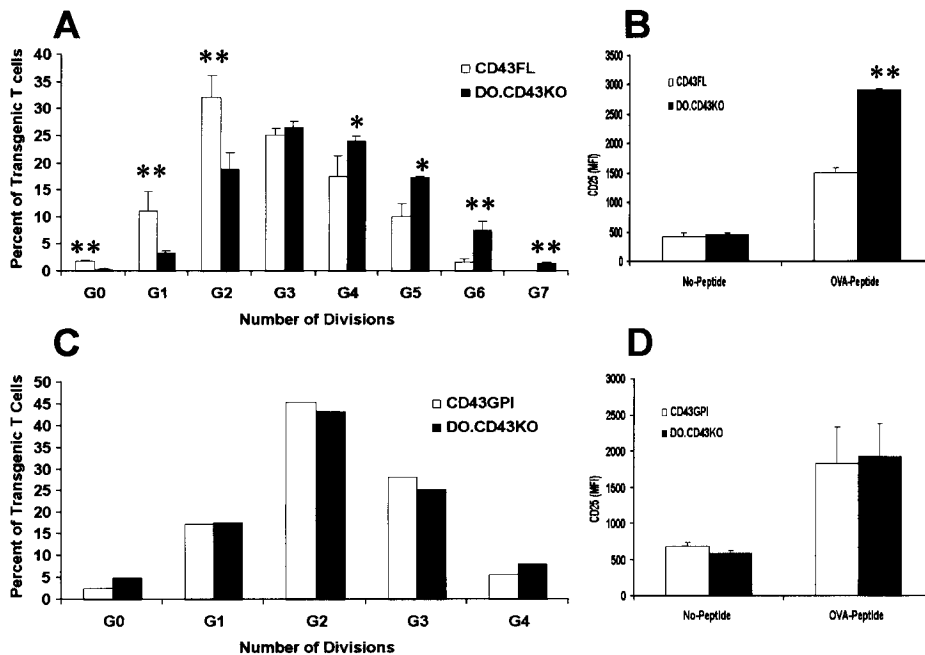 A
Percent of Transgenic T cells
40
35
30
25
20
15
10
5
0
**
**
**
*
*
**
**
CD43FL
DO.CD43KO
G0 G1 G2 G3 G4 G5 G6 G7
Number of Divisions
B
CD25 (MFI)
3500
3000
2500
2000
1500
1000
500
0
CD43FL
DO.CD43KO
**
No-Peptide OVA-Peptide
C
Percent of Transgenic T Cells
50
45
40
35
30
25
20
15
10
5
0
CD43GPI
DO.CD43KO
G0 G1 G2 G3 G4
Number of Divisions
D
CD25 (MFI)
3000
2500
2000
1500
1000
500
0
CD43GPI
DO.CD43KO
No-Peptide OVA-Peptide